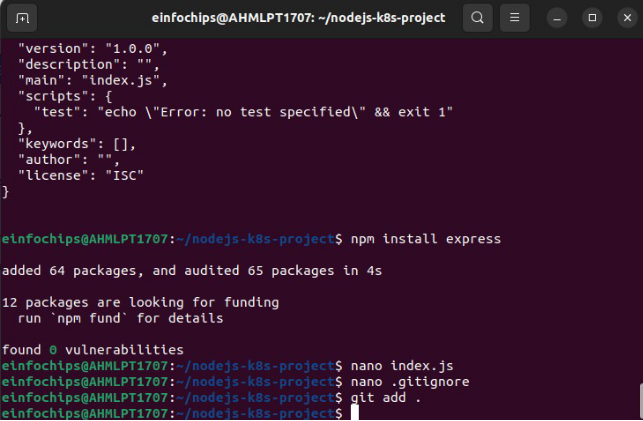 einfochips@AHMLPT1707: ~/nodejs-k8s-project
"version": "1.0.0",
"description": "",
"main": "index.js",
"scripts": {
"test": "echo \"Error: no test specified\" && exit 1"
},
"keywords": [],
"author": "",
"license": "ISC"
}
einfochips@AHMLPT1707:~/nodejs-k8s-project$ npm install express
added 64 packages, and audited 65 packages in 4s
12 packages are looking for funding
run `npm fund` for details
found 0 vulnerabilities
einfochips@AHMLPT1707:~/nodejs-k8s-project$ nano index.js
einfochips@AHMLPT1707:~/nodejs-k8s-project$ nano .gitignore
einfochips@AHMLPT1707:~/nodejs-k8s-project$ git add .
einfochips@AHMLPT1707:~/nodejs-k8s-project$